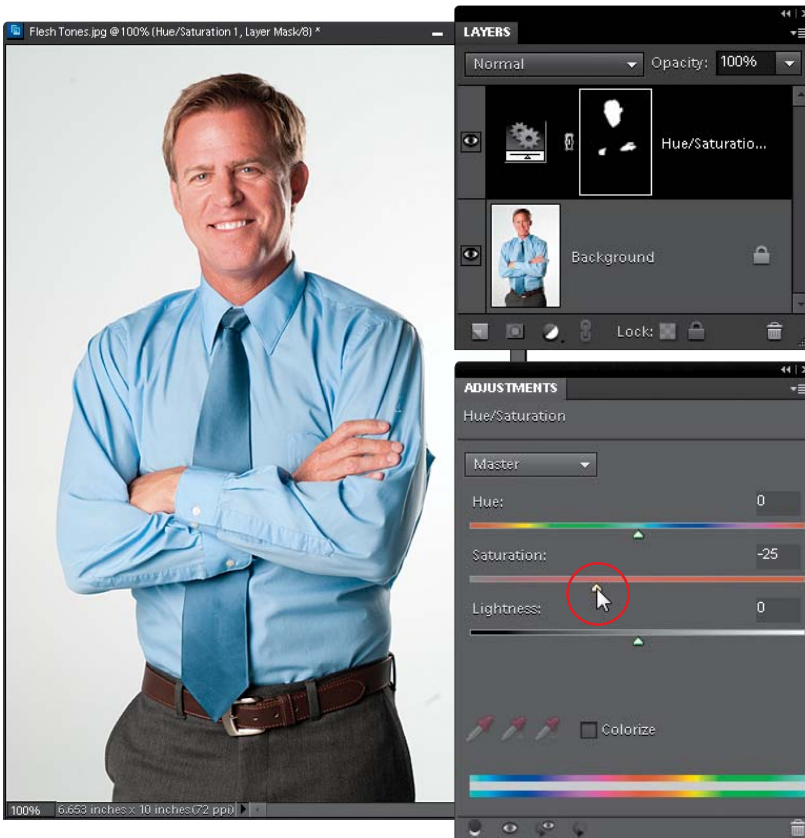 Flesh Tones.jpg @ 100% (Hue/Saturation 1, Layer Mask/8) *
LAYERS
Normal Opacity: 100%
Hue/Saturatio...
Background
Lock:
ADJUSTMENTS
Hue/Saturation
Master
Hue: 0
Saturation: -25
Lightness: 0
Colorize
100% 6.653 inches x 10 inches (72 ppi)